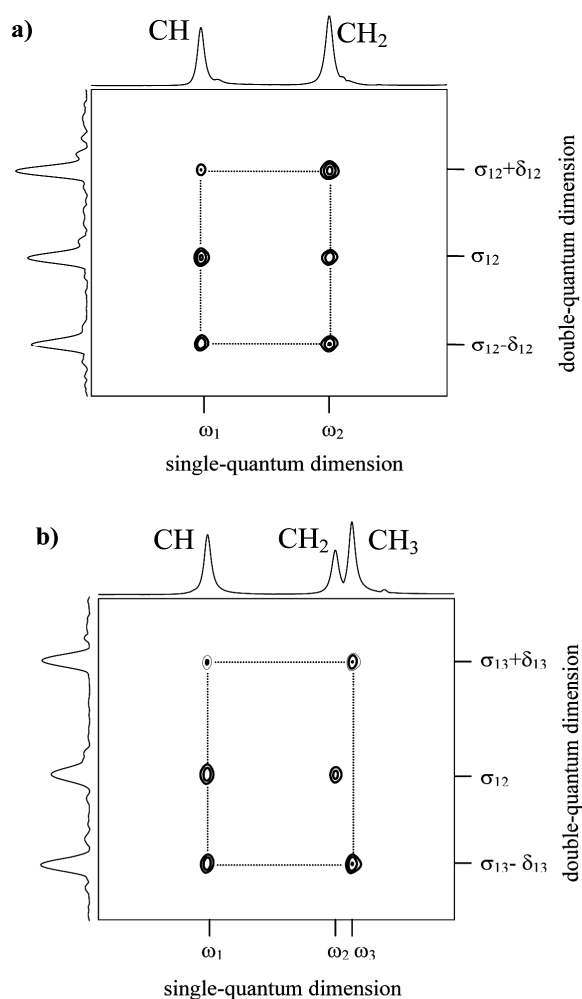 a)
CH
CH₂
σ₁₂+δ₁₂
σ₁₂
σ₁₂-δ₁₂
double-quantum dimension
ω₁
ω₂
single-quantum dimension
b)
CH
CH₂
CH₃
σ₁₃+δ₁₃
σ₁₂
σ₁₃- δ₁₃
double-quantum dimension
ω₁
ω₂ ω₃
single-quantum dimension